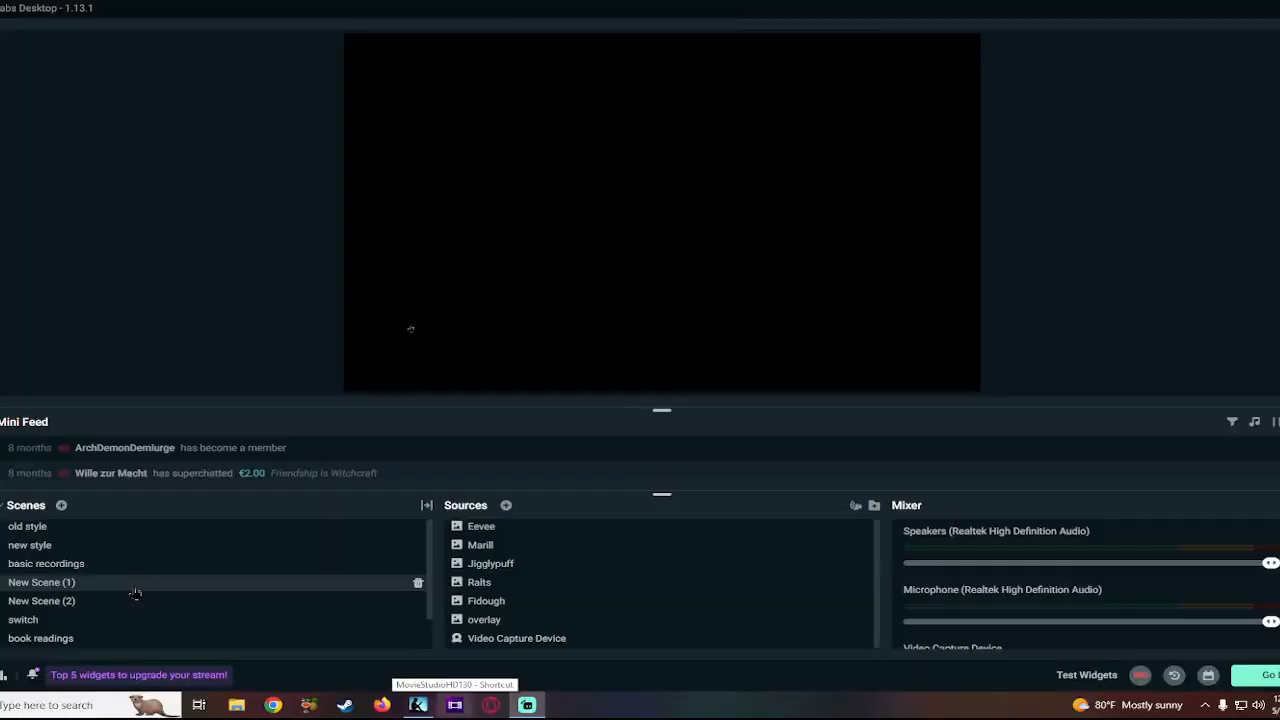 abs Desktop - 1.13.1
Mini Feed
8 months ArchDemonDemiurge has become a member
8 months Wille zur Macht has superchatted €2.00 Friendship is Witchcraft
Scenes
old style
new style
basic recordings
New Scene (1)
New Scene (2)
switch
book readings
Sources
Eevee
Marill
Jigglypuff
Ralts
Fidough
overlay
Video Capture Device
Mixer
Speakers (Realtek High Definition Audio)
Microphone (Realtek High Definition Audio)
Video Capture Device
Top 5 widgets to upgrade your stream!
Test Widgets
Go
MovieStudioHD130 - Shortcut
Type here to search
80°F Mostly sunny